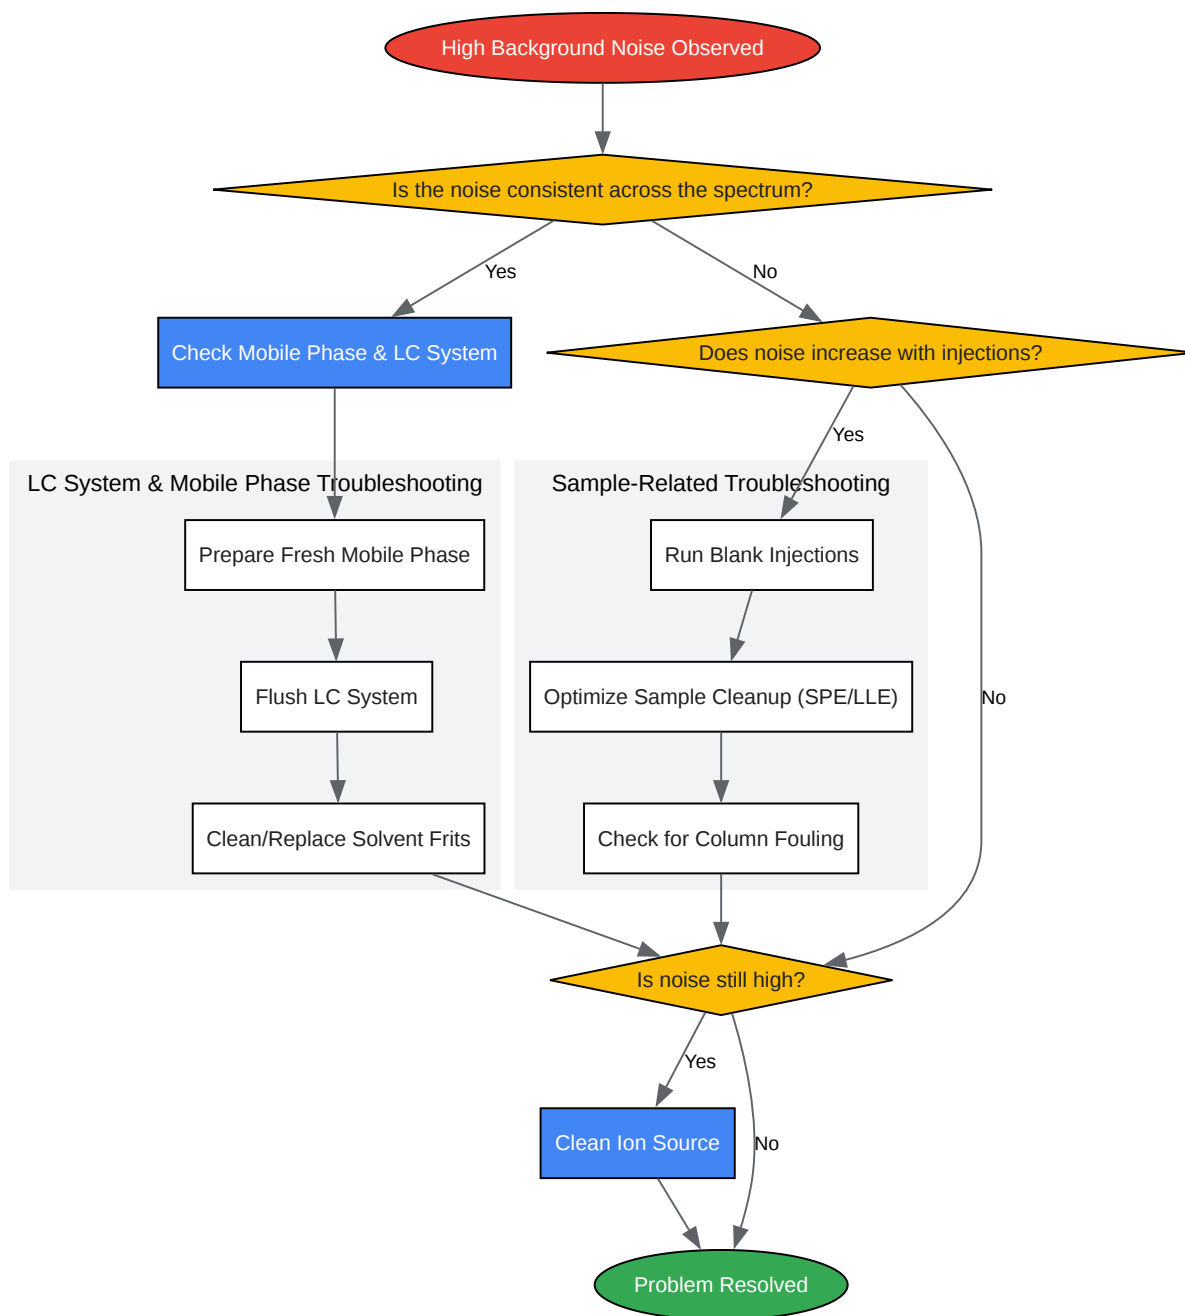 High Background Noise Observed
Is the noise consistent across the spectrum?
Yes
No
Check Mobile Phase & LC System
Does noise increase with injections?
Yes
LC System & Mobile Phase Troubleshooting
Sample-Related Troubleshooting
Prepare Fresh Mobile Phase
Run Blank Injections
Flush LC System
Optimize Sample Cleanup (SPE/LLE)
No
Clean/Replace Solvent Frits
Check for Column Fouling
Is noise still high?
Yes
Clean Ion Source
No
Problem Resolved